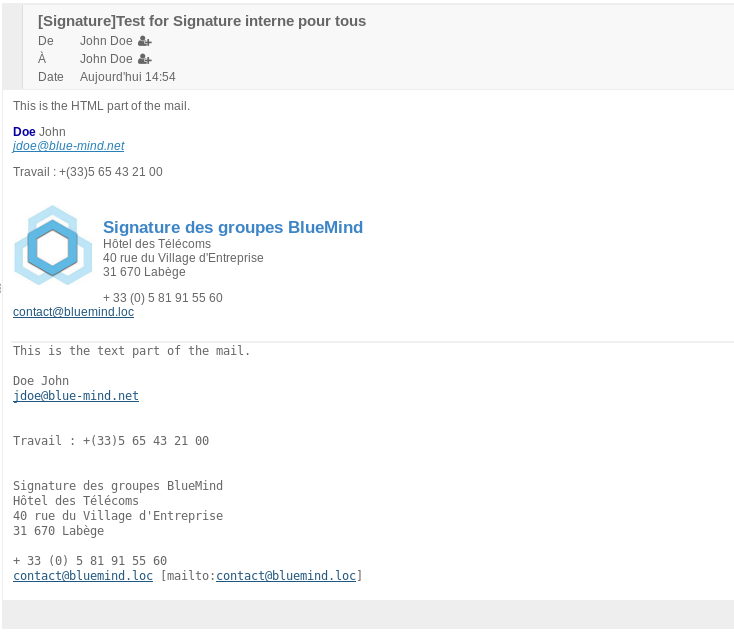 [Signature]Test for Signature interne pour tous
De John Doe
À John Doe
Date Aujourd'hui 14:54
This is the HTML part of the mail.
Doe John
jdoe@blue-mind.net
Travail : +(33)5 65 43 21 00
Signature des groupes BlueMind
Hôtel des Télécoms
40 rue du Village d'Entreprise
31 670 Labège
+ 33 (0) 5 81 91 55 60
contact@bluemind.loc
This is the text part of the mail.
Doe John
jdoe@blue-mind.net
Travail : +(33)5 65 43 21 00
Signature des groupes BlueMind
Hôtel des Télécoms
40 rue du Village d'Entreprise
31 670 Labège
+ 33 (0) 5 81 91 55 60
contact@bluemind.loc [mailto:contact@bluemind.loc]